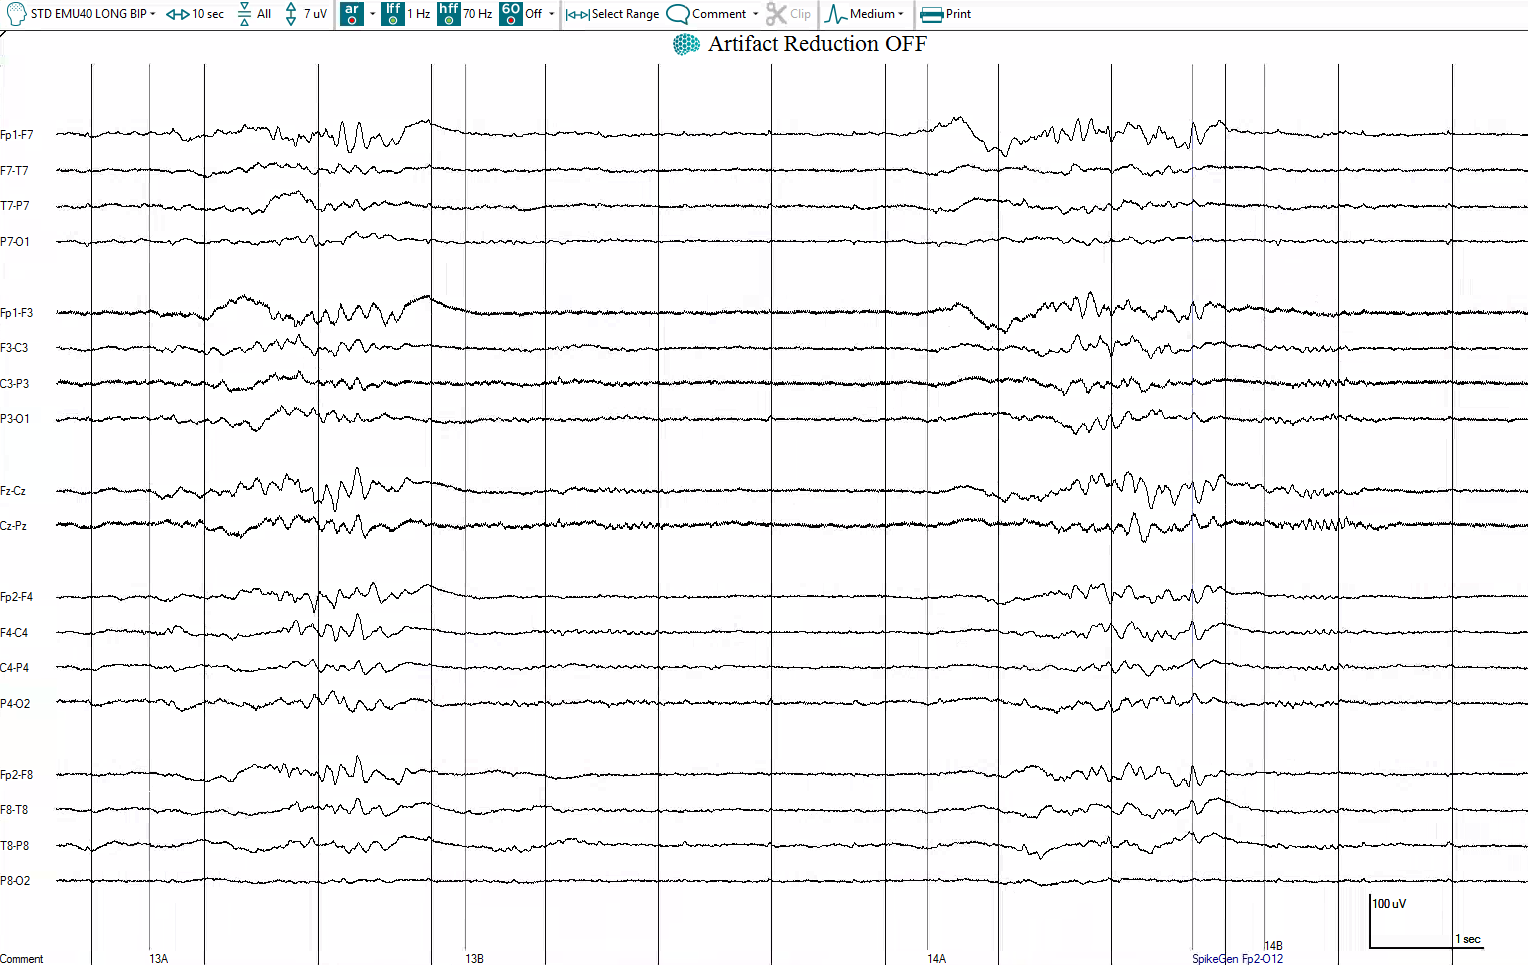 STD EMU40 LONG BIP 10 sec All 7 uV ar lff 1 Hz hff 70 Hz 60 Off Select Range Comment Clip Medium Print
Artifact Reduction OFF
Fp1-F7
F7-T7
T7-P7
P7-O1
Fp1-F3
F3-C3
C3-P3
P3-O1
Fz-Cz
Cz-Pz
Fp2-F4
F4-C4
C4-P4
P4-O2
Fp2-F8
F8-T8
T8-P8
P8-O2
100 uV
1 sec
14B
Comment 13A 13B 14A SpikeGen Fp2-O12